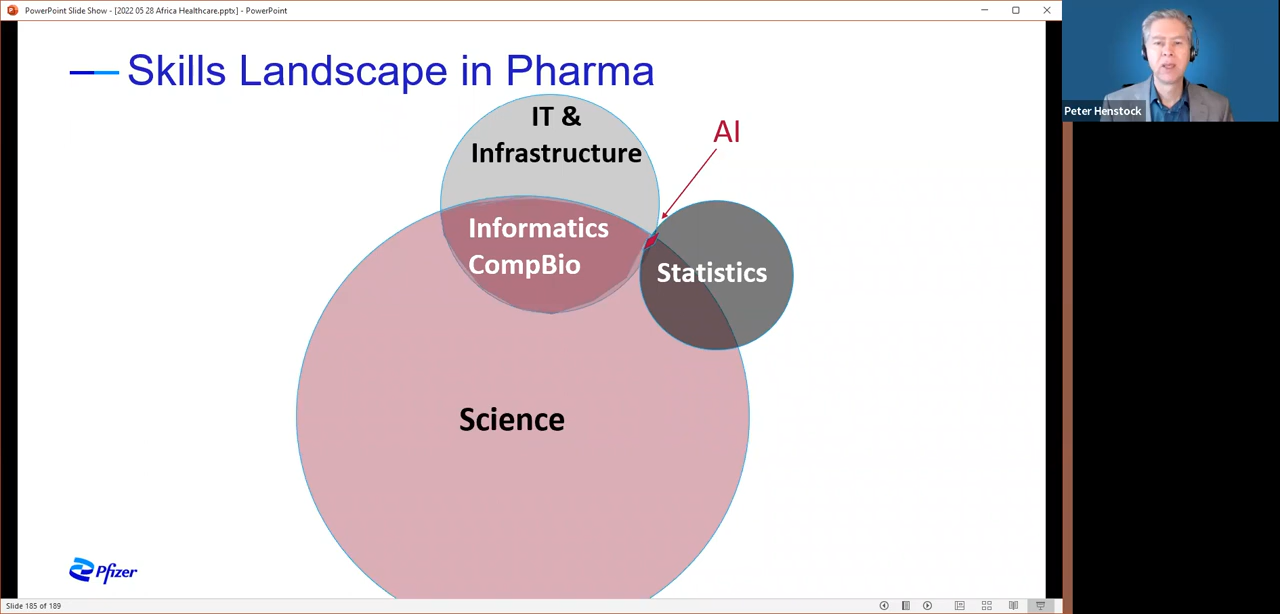 PowerPoint Slide Show - [2022 05 28 Africa Healthcare.pptx] - PowerPoint
Peter Henstock
Skills Landscape in Pharma
IT &
Infrastructure
AI
Informatics
CompBio
Statistics
Science
Pfizer
Slide 185 of 189